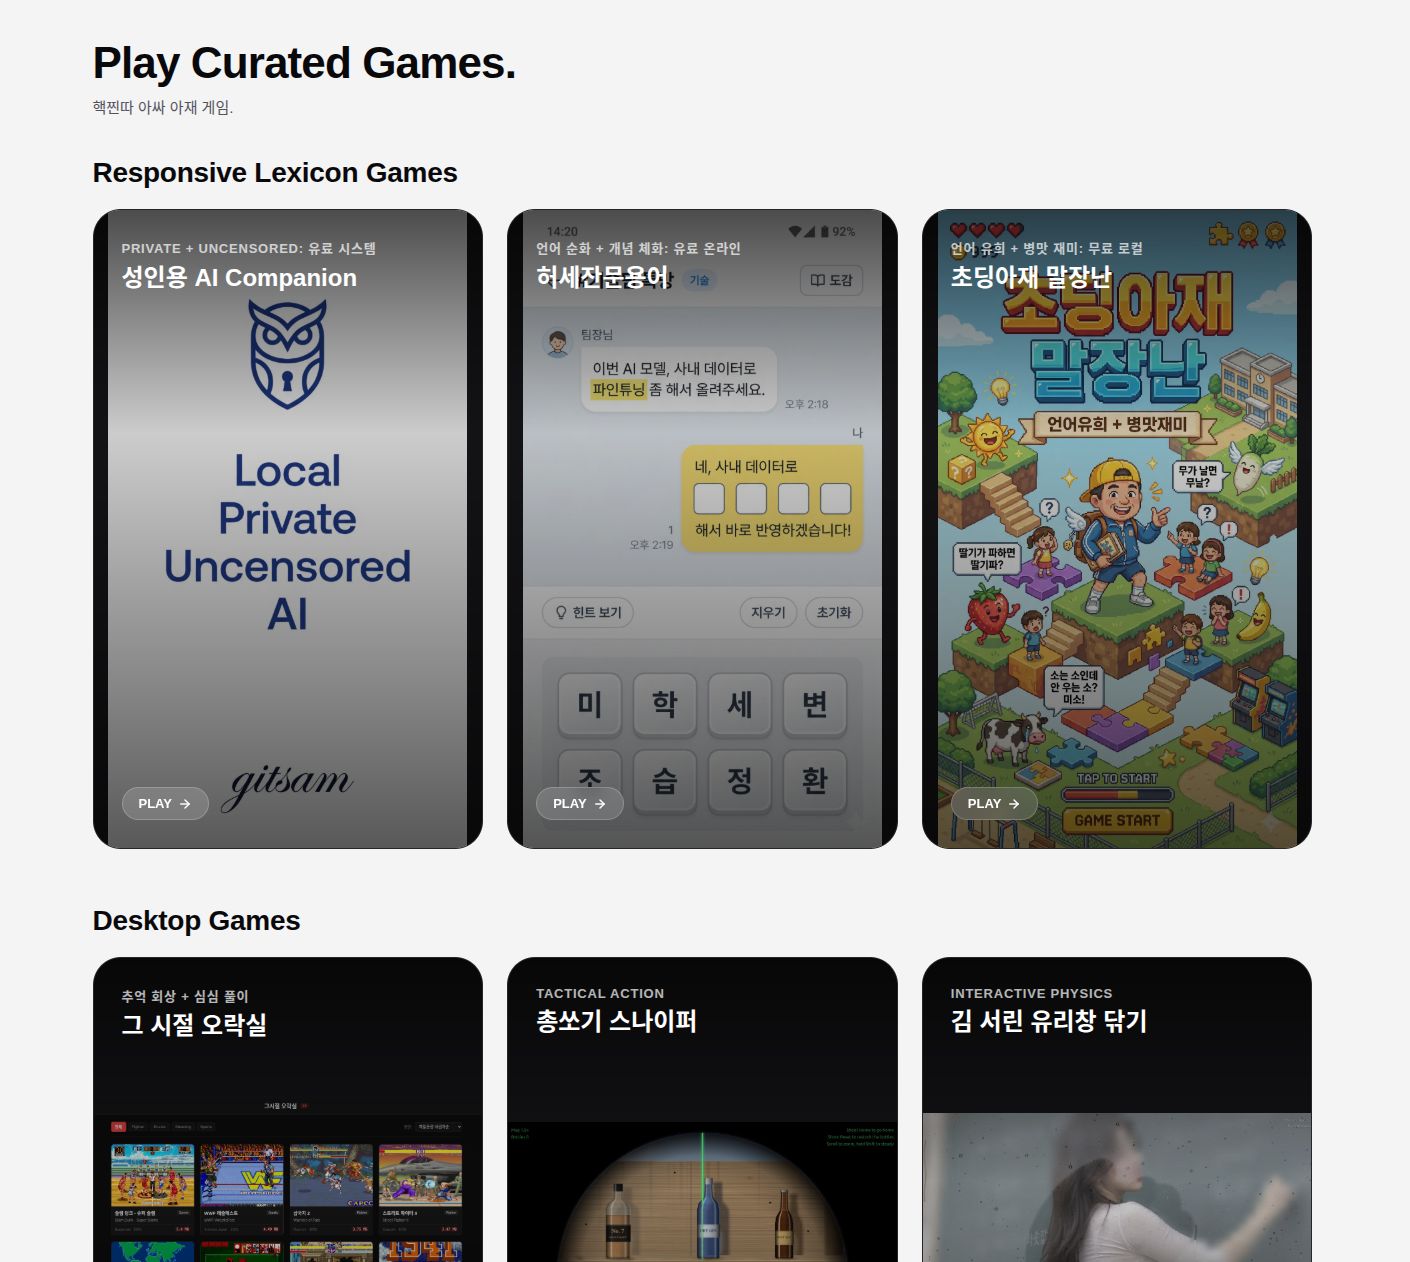 Play Curated Games.
핵찐따 아싸 아재 게임.
Responsive Lexicon Games
PRIVATE + UNCENSORED: 유료 시스템
성인용 AI Companion
Local
Private
Uncensored
AI
gitsam
PLAY →
14:20
92%
언어 순화 + 개념 체화: 유료 온라인
허세잔문용어
기술
도감
팀장님
이번 AI 모델, 사내 데이터로
파인튜닝 좀 해서 올려주세요.
오후 2:18
나
네, 사내 데이터로
해서 바로 반영하겠습니다!
1
오후 2:19
힌트 보기
지우기
초기화
미 학 세 변
조 습 정 환
PLAY →
언어 유희 + 병맛 재미: 무료 로컬
초딩아재 말장난
초딩아재
말장난
언어유희 + 병맛재미
무가 날면
무날?
?
?
!
딸기가 파하면
딸기파?
!
?
소는 소인데
안 우는 소?
미소!
TAP TO START
GAME START
PLAY →
Desktop Games
추억 회상 + 심심 풀이
그 시절 오락실
그시절 오락실
TACTICAL ACTION
총쏘기 스나이퍼
No. 7
INTERACTIVE PHYSICS
김 서린 유리창 닦기